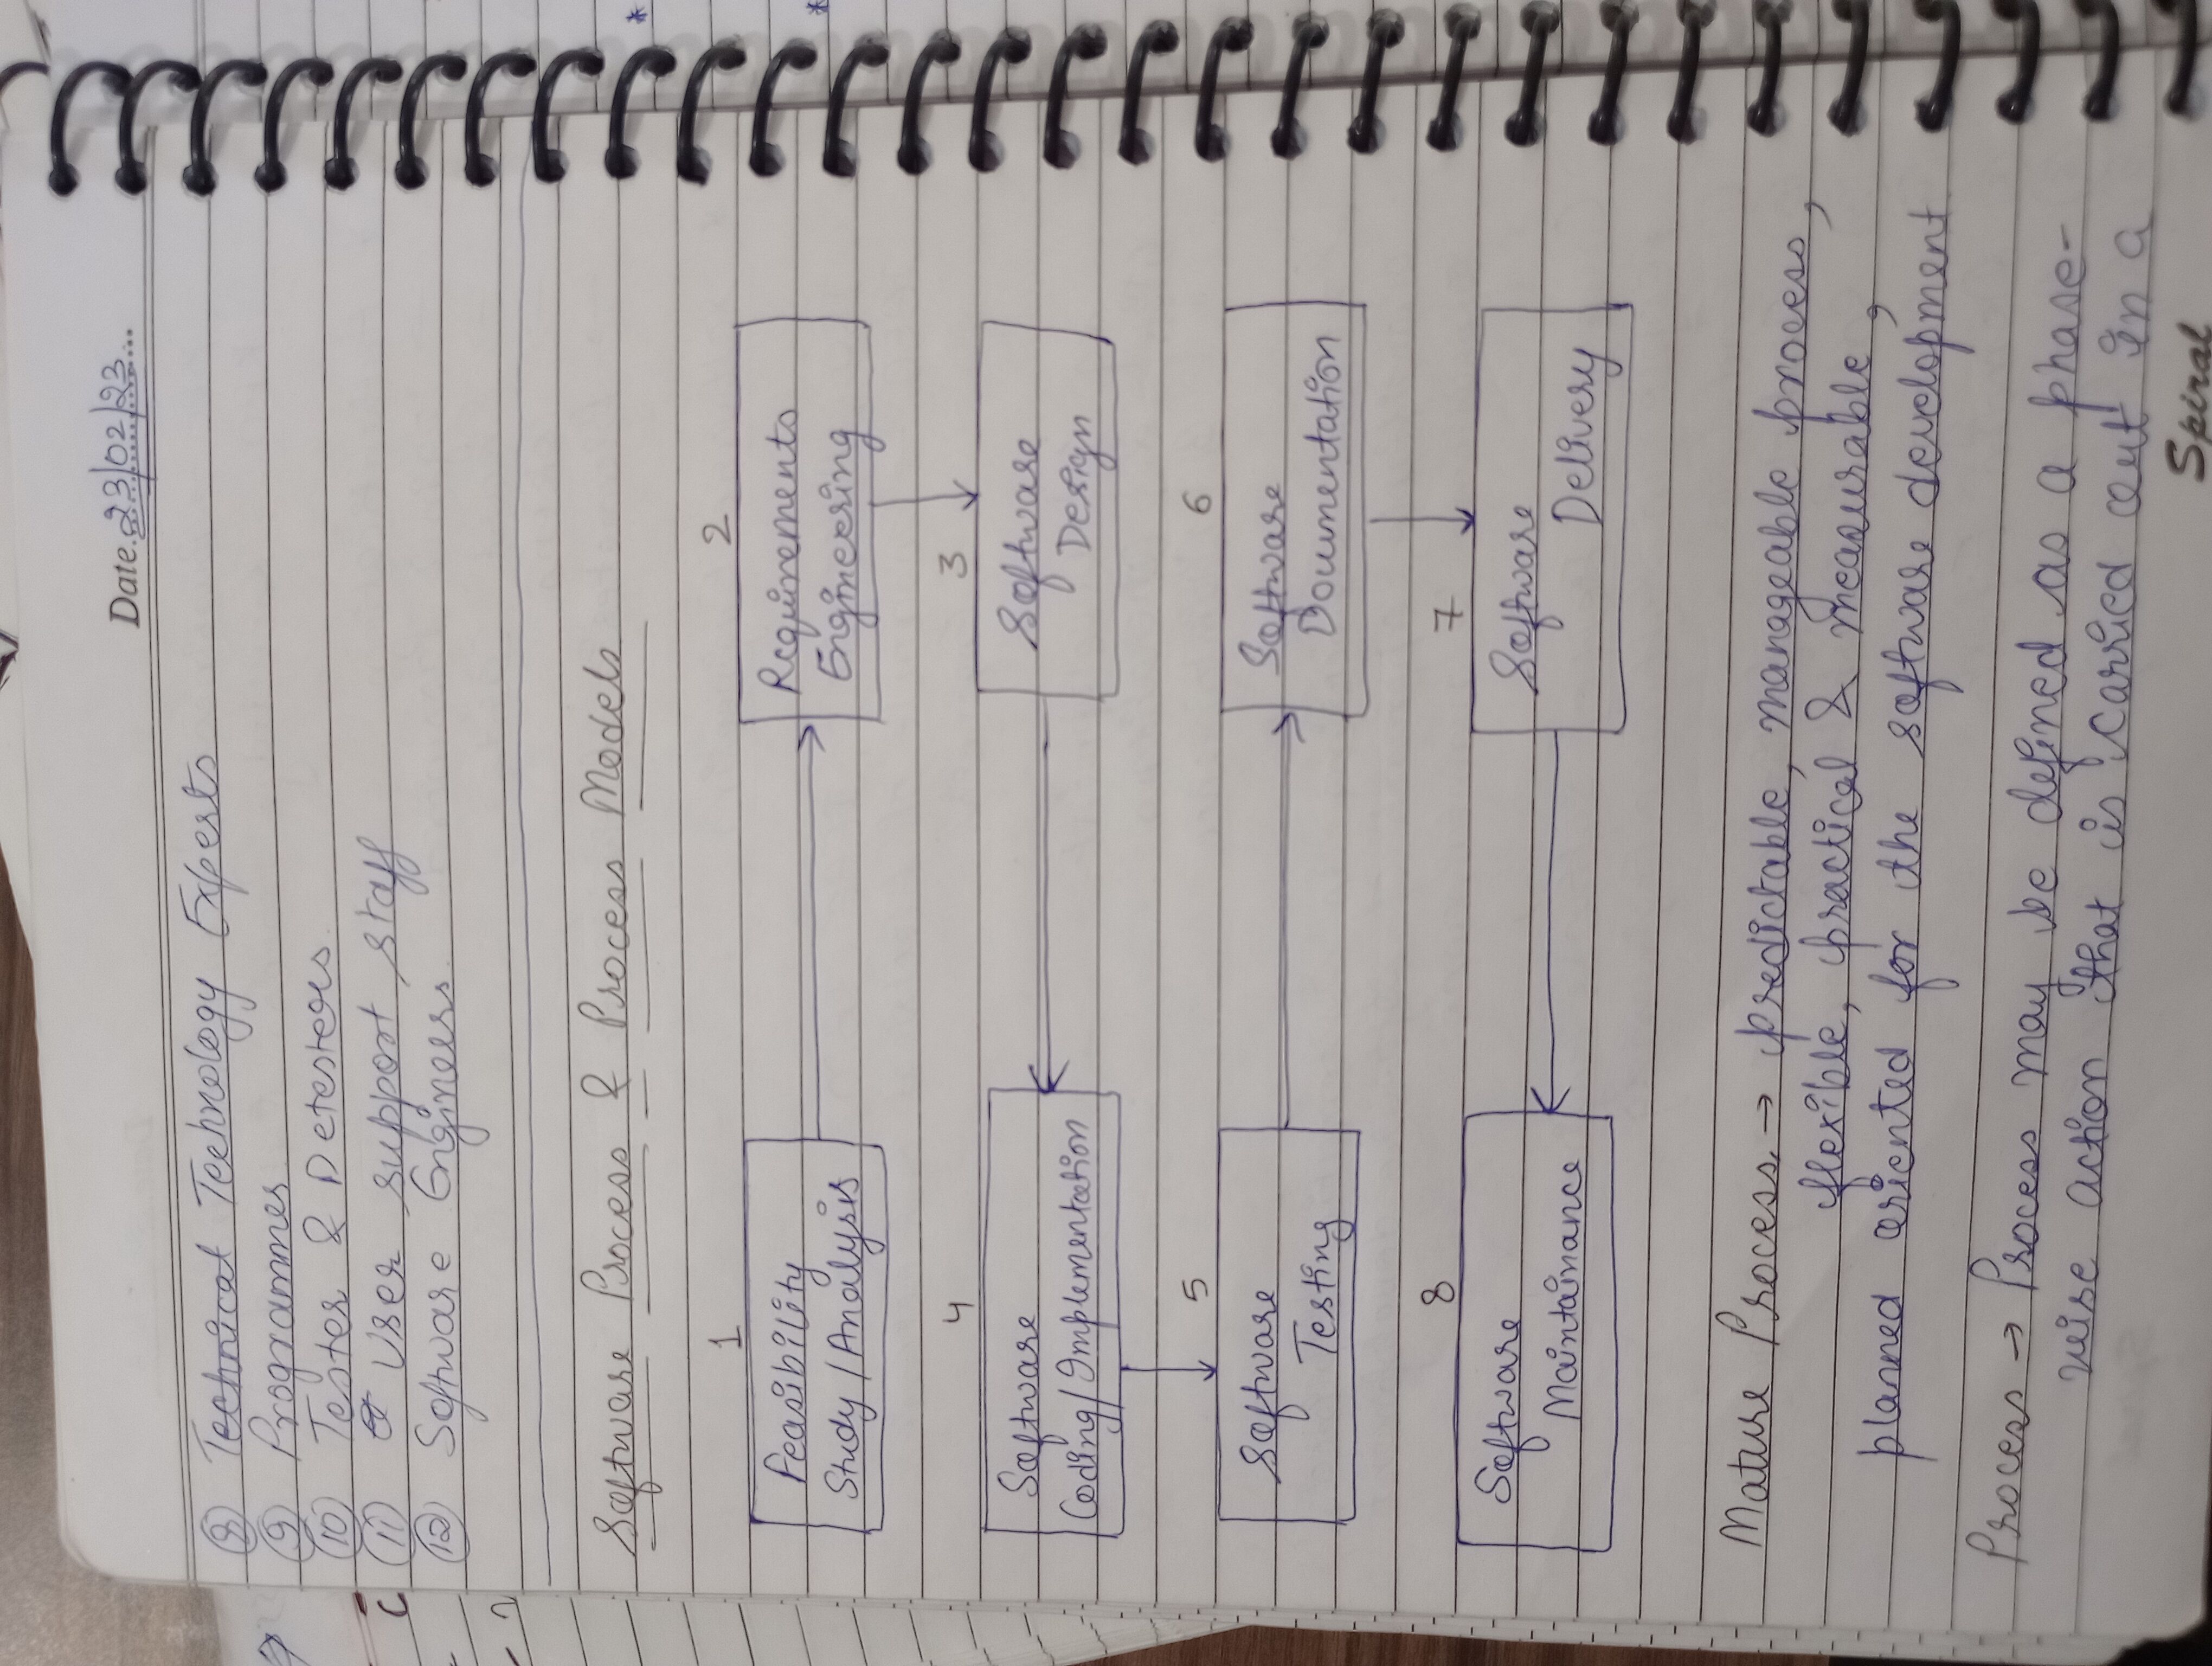 Date 23/02/23
⑧ Technical Technology Experts
⑨ Programmer
⑩ Tester & Detesters
⑪ User support staff
⑫ Software Engineers.
Software Process & Process Models
1
2
Feasibility
Study/Analysis
Requirements
Engineering
4
3
Software
Coding/Implementation
Software
Design
5
6
Software
Testing
Software
Documentation
8
7
Software
Maintainance
Software
Delivery
Mature Process → predictable, manageable process,
flexible, practical & measurable,
planned oriented for the software development
Process → Process may be defined as a phase-
wise action that is carried out in a
Spiral